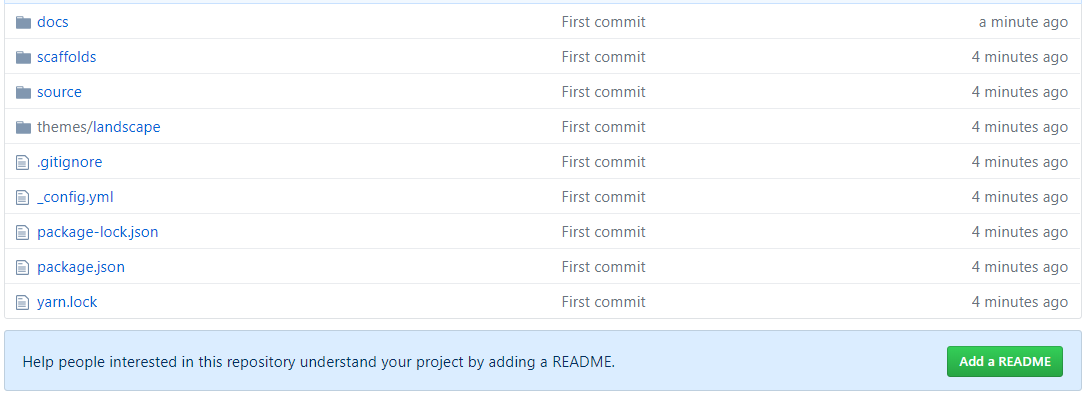 docs First commit a minute ago
scaffolds First commit 4 minutes ago
source First commit 4 minutes ago
themes/landscape First commit 4 minutes ago
.gitignore First commit 4 minutes ago
_config.yml First commit 4 minutes ago
package-lock.json First commit 4 minutes ago
package.json First commit 4 minutes ago
yarn.lock First commit 4 minutes ago
Help people interested in this repository understand your project by adding a README. Add a README